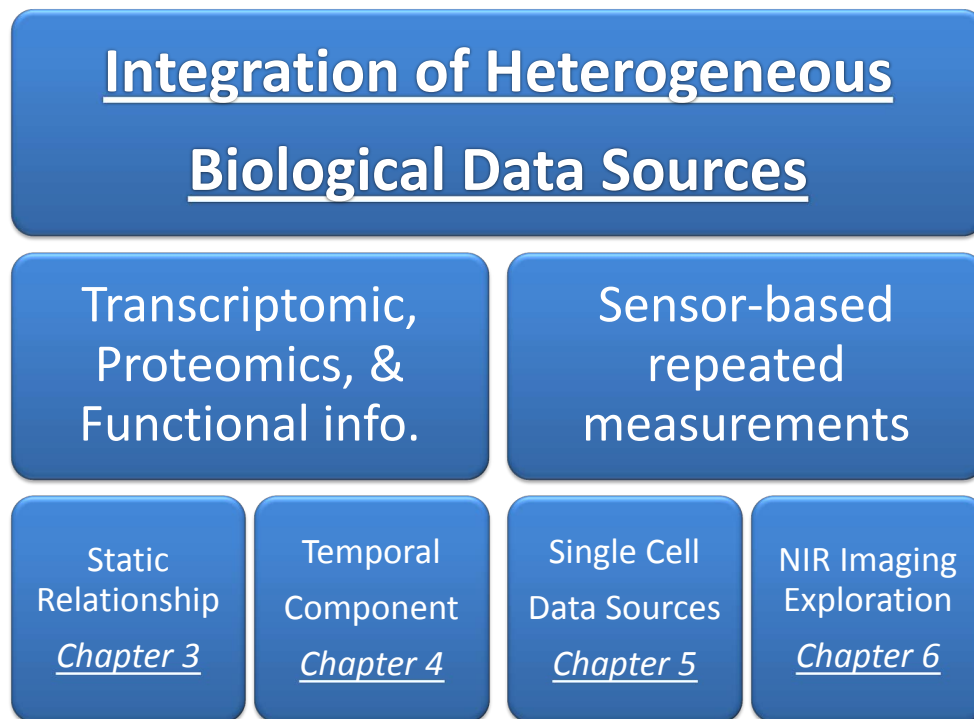 Integration of Heterogeneous
Biological Data Sources
Transcriptomic,
Proteomics, &
Functional info.
Sensor-based
repeated
measurements
Static
Relationship
Chapter 3
Temporal
Component
Chapter 4
Single Cell
Data Sources
Chapter 5
NIR Imaging
Exploration
Chapter 6